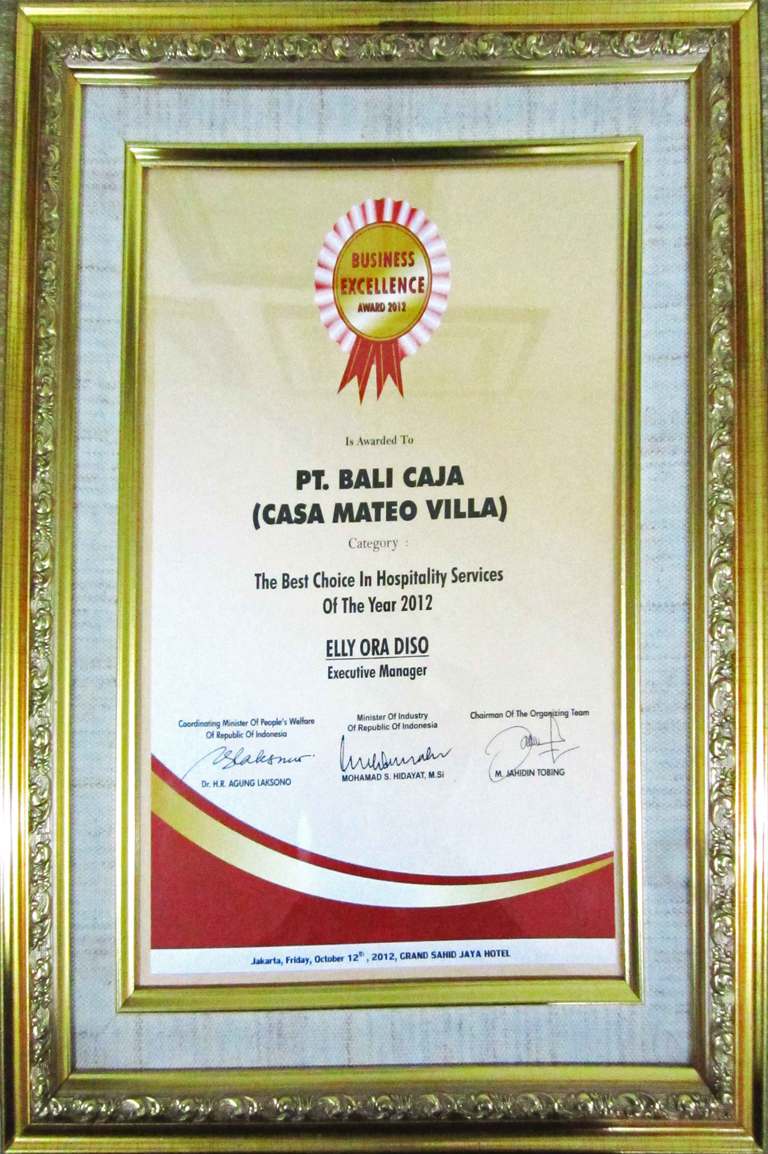 BUSINESS
EXCELLENCE
AWARD 2012
Is Awarded To
PT. BALI CAJA
(CASA MATEO VILLA)
Category :
The Best Choice In Hospitality Services
Of The Year 2012
ELLY ORA DISO
Executive Manager
Coordinating Minister Of People's Welfare
Of Republic Of Indonesia
Dr. H.R. AGUNG LAKSONO
Minister Of Industry
Of Republic Of Indonesia
MOHAMAD S. HIDAYAT, M.Si
Chairman Of The Organizing Team
M. JAHIDIN TOBING
Jakarta, Friday, October 12th, 2012, GRAND SAHID JAYA HOTEL